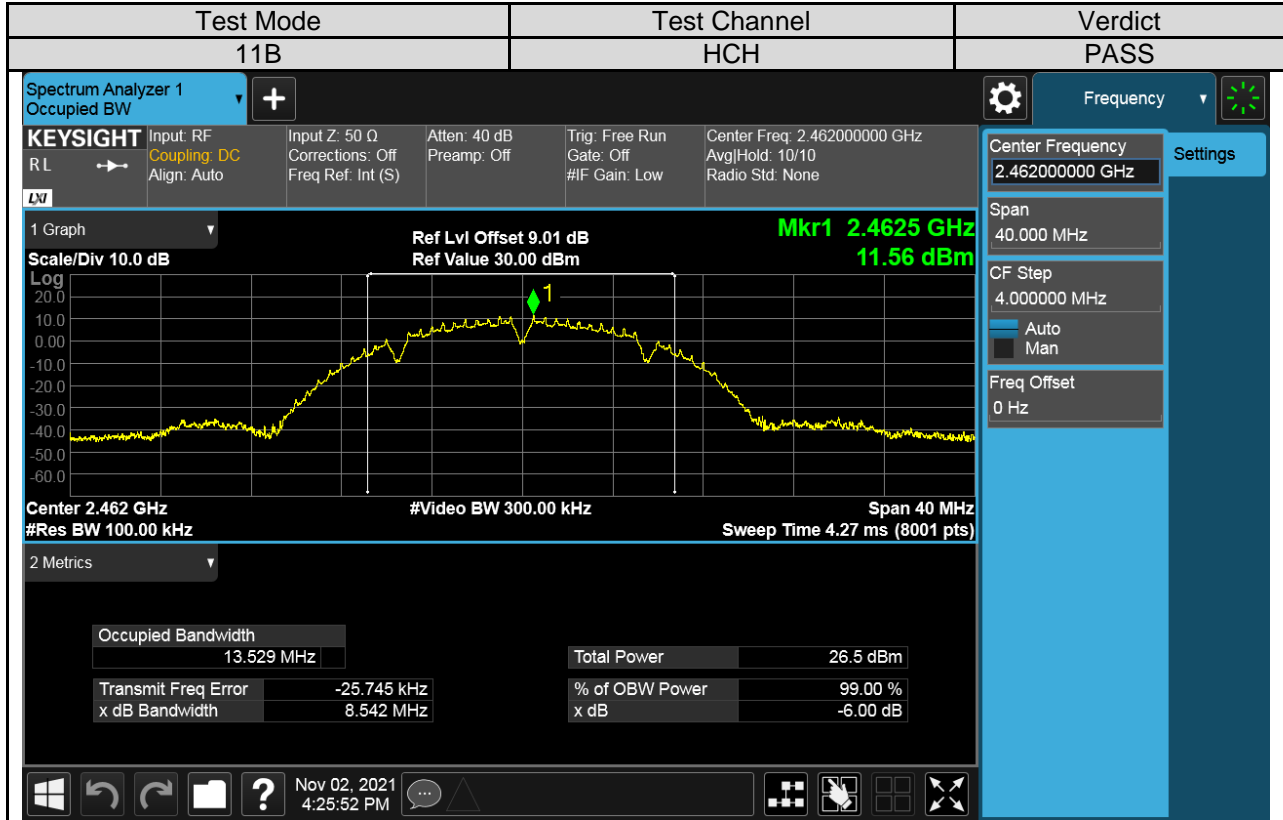 Test Mode Test Channel Verdict
11B HCH PASS
Spectrum Analyzer 1
Occupied BW
+
Frequency
KEYSIGHT Input: RF Input Z: 50 Ω Atten: 40 dB Trig: Free Run Center Freq: 2.462000000 GHz
RL Coupling: DC Corrections: Off Preamp: Off Gate: Off Avg|Hold: 10/10
Align: Auto Freq Ref: Int (S) #IF Gain: Low Radio Std: None
LXI
1 Graph
Ref Lvl Offset 9.01 dB
Mkr1 2.4625 GHz
Scale/Div 10.0 dB Ref Value 30.00 dBm 11.56 dBm
Log
20.0
10.0
0.00
-10.0
-20.0
-30.0
-40.0
-50.0
-60.0
1
Center 2.462 GHz #Video BW 300.00 kHz Span 40 MHz
#Res BW 100.00 kHz Sweep Time 4.27 ms (8001 pts)
2 Metrics
Occupied Bandwidth
13.529 MHz
Total Power 26.5 dBm
Transmit Freq Error -25.745 kHz % of OBW Power 99.00 %
x dB Bandwidth 8.542 MHz x dB -6.00 dB
Center Frequency
2.462000000 GHz
Settings
Span
40.000 MHz
CF Step
4.000000 MHz
Auto
Man
Freq Offset
0 Hz
?
Nov 02, 2021
4:25:52 PM